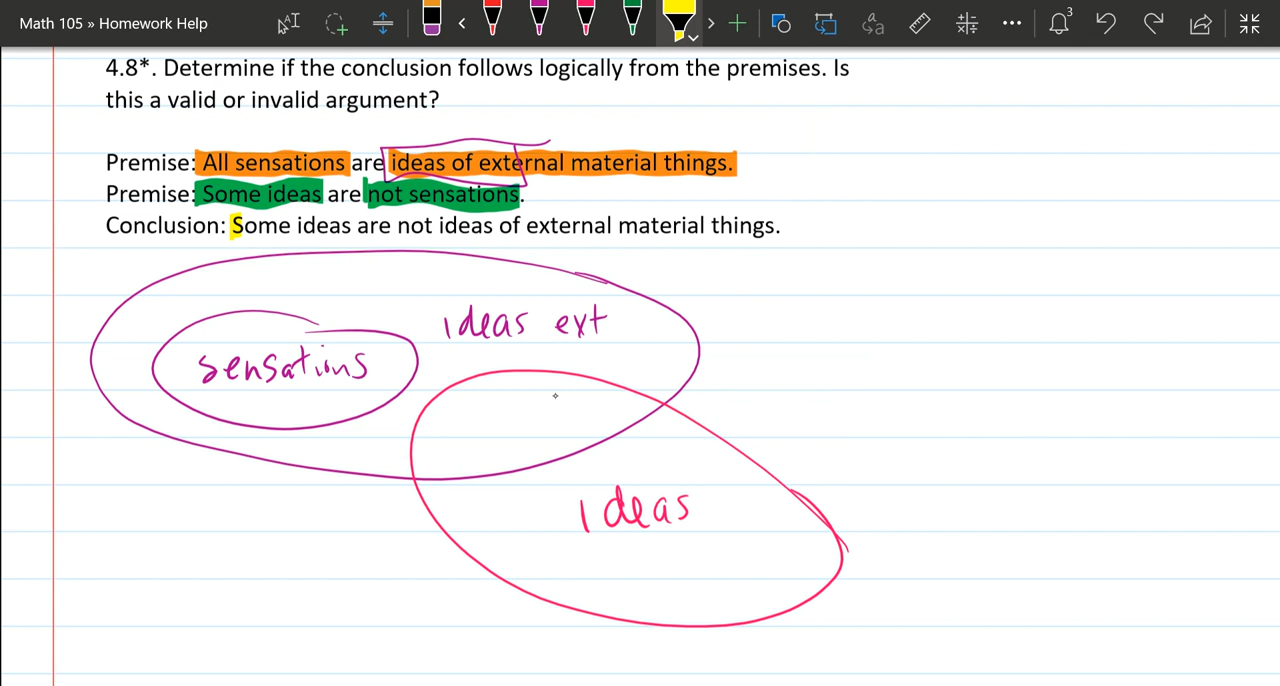 Math 105 » Homework Help
3
4.8*. Determine if the conclusion follows logically from the premises. Is
this a valid or invalid argument?
Premise: All sensations are ideas of external material things.
Premise: Some ideas are not sensations.
Conclusion: Some ideas are not ideas of external material things.
ideas ext
sensations
ideas